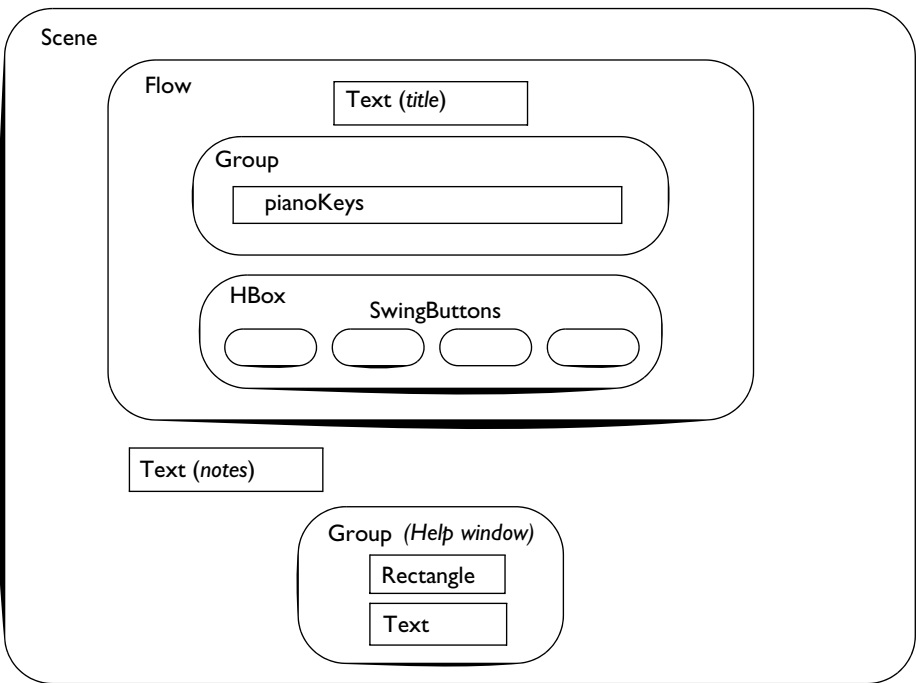 Scene
Flow
Text (title)
Group
pianoKeys
HBox
SwingButtons
Text (notes)
Group (Help window)
Rectangle
Text